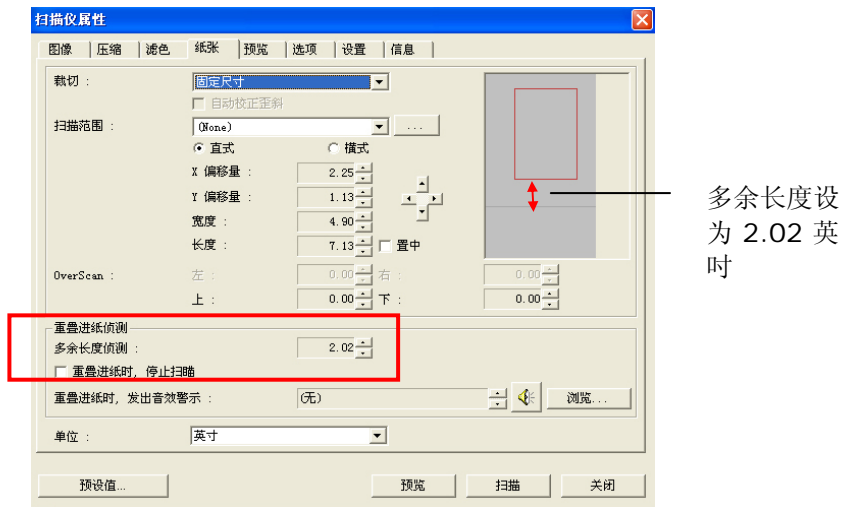 扫描仪属性
图像 压缩 滤色 纸张 预览 选项 设置 信息
裁切 : 固定尺寸
自动校正歪斜
扫描范围 : (None) ...
直式 横式
X 偏移量 : 2.25
Y 偏移量 : 1.13
宽度 : 4.90
长度 : 7.13 置中
OverScan : 左 : 0.00 右 : 0.00
上 : 0.00 下 : 0.00
重叠进纸侦测
多余长度侦测 : 2.02
重叠进纸时, 停止扫瞄
重叠进纸时, 发出音效警示 : (无) 浏览...
单位 : 英寸
预设值... 预览 扫描 关闭
多余长度设
为 2.02 英
吋